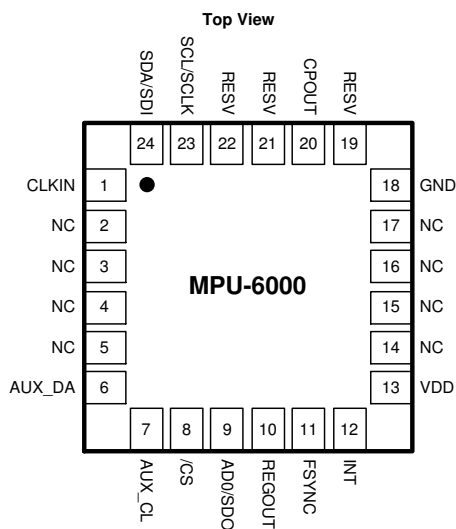 Top View
SDA/SDI
SCL/SCLK
RESV
RESV
CPOUT
RESV
24 23 22 21 20 19
CLKIN 1 18 GND
NC 2 17 NC
NC 3 16 NC
MPU-6000
NC 4 15 NC
NC 5 14 NC
AUX_DA 6 13 VDD
7 8 9 10 11 12
AUX_CL
/CS
AD0/SDO
REGOUT
FSYNC
INT